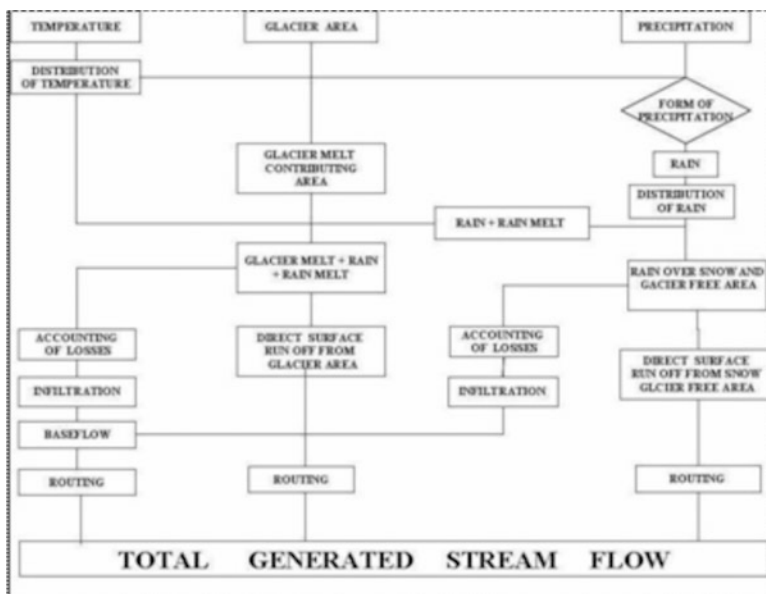 TEMPERATURE
GLACIER AREA
PRECIPITATION
DISTRIBUTION
OF TEMPERATURE
FORM OF
PRECIPITATION
GLACIER MELT
CONTRIBUTING
AREA
RAIN
DISTRIBUTION
OF RAIN
RAIN + RAIN MELT
GLACIER MELT + RAIN
+ RAIN MELT
RAIN OVER SNOW AND
GACIER FREE AREA
ACCOUNTING
OF LOSSES
DIRECT SURFACE
RUN OFF FROM
GLACIER AREA
ACCOUNTING
OF LOSSES
DIRECT SURFACE
RUN OFF FROM SNOW
GLCIER FREE AREA
INFILTRATION
INFILTRATION
BASEFLOW
ROUTING
ROUTING
ROUTING
TOTAL GENERATED STREAM FLOW